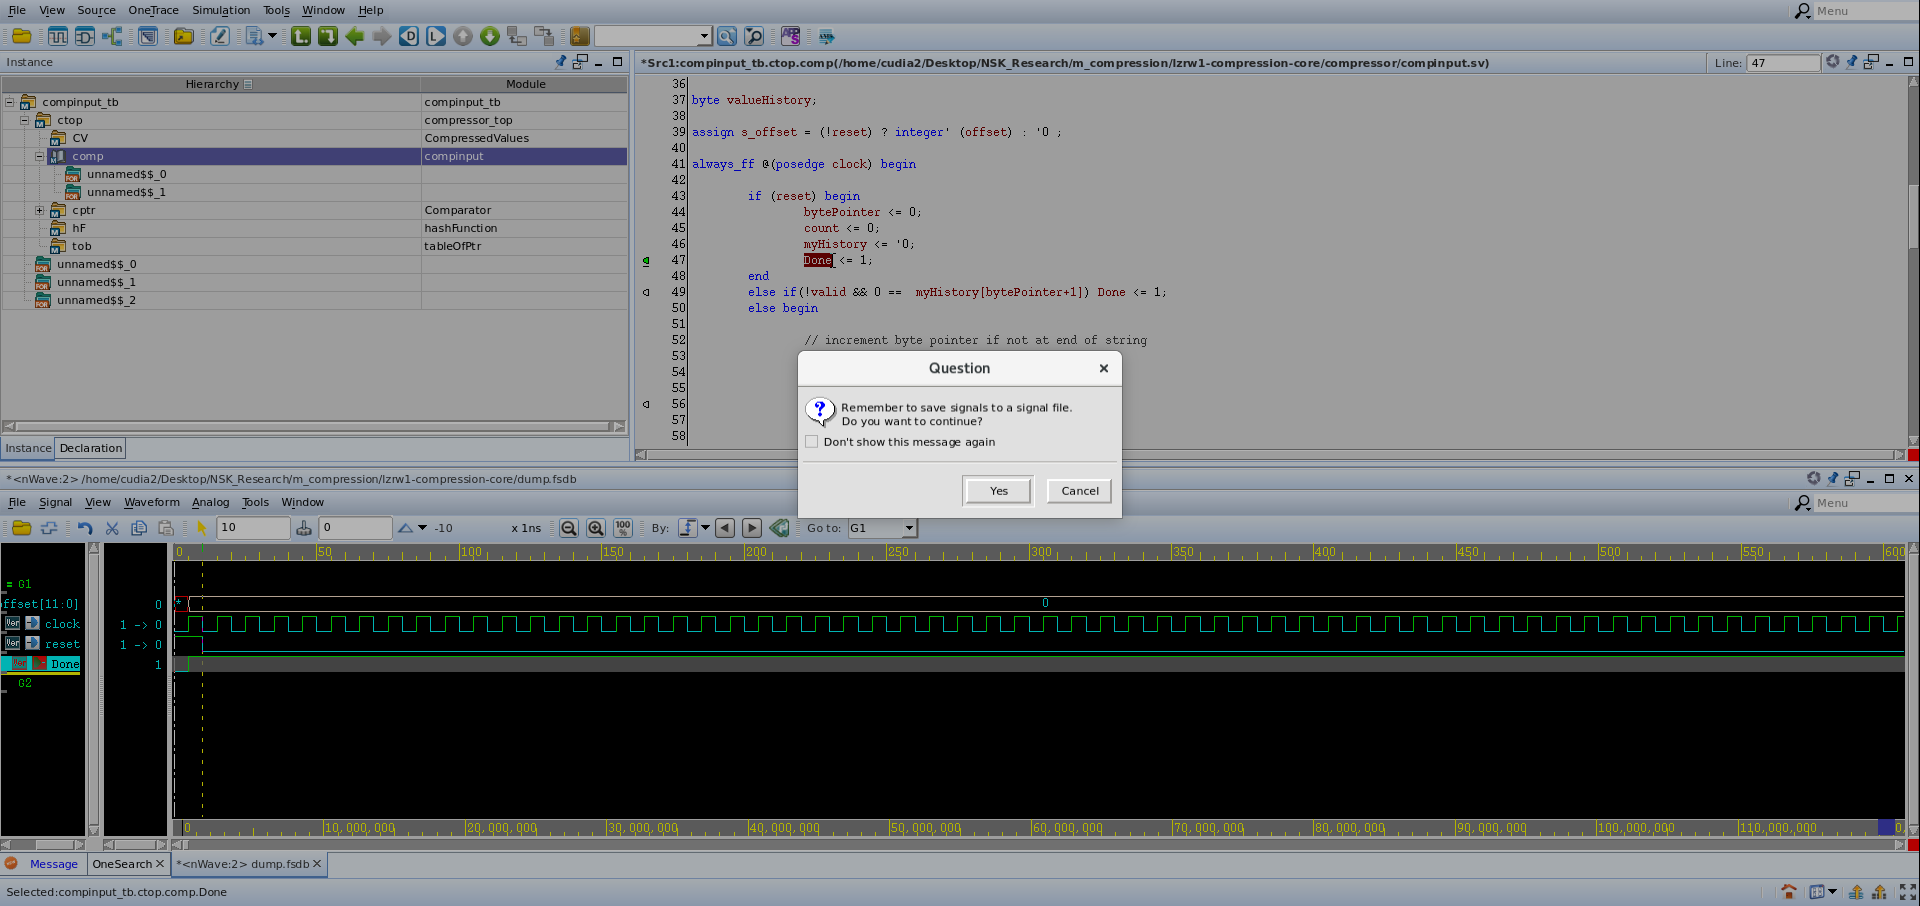 File View Source OneTrace Simulation Tools Window Help
Menu
Instance
*Src1:compinput_tb.ctop.comp(/home/cudia2/Desktop/NSK_Research/m_compression/lzrw1-compression-core/compressor/compinput.sv)
Line: 47
Hierarchy Module
compinput_tb compinput_tb
ctop compressor_top
CV CompressedValues
comp compinput
unnamed$$_0
unnamed$$_1
cptr Comparator
hF hashFunction
tob tableOfPtr
unnamed$$_0
unnamed$$_1
unnamed$$_2
Instance Declaration
36
37 byte valueHistory;
38
39 assign s_offset = (!reset) ? integer' (offset) : '0 ;
40
41 always_ff @(posedge clock) begin
42
43 if (reset) begin
44 bytePointer <= 0;
45 count <= 0;
46 myHistory <= '0;
47 Done <= 1;
48 end
49 else if(!valid && 0 == myHistory[bytePointer+1]) Done <= 1;
50 else begin
51
52 // increment byte pointer if not at end of string
53
54
55
56
57
58
Question
Remember to save signals to a signal file.
Do you want to continue?
Don't show this message again
Yes Cancel
*<nWave:2> /home/cudia2/Desktop/NSK_Research/m_compression/lzrw1-compression-core/dump.fsdb
File Signal View Waveform Analog Tools Window
Menu
10 0 -10 x 1ns 100 % By: Go to: G1
0 50 100 150 200 250 300 350 400 450 500 550 600
= G1
ffset[11:0] 0 * 0
clock 1 -> 0
reset 1 -> 0
Done 1
G2
0 10,000,000 20,000,000 30,000,000 40,000,000 50,000,000 60,000,000 70,000,000 80,000,000 90,000,000 100,000,000 110,000,000 0,
Message OneSearch *<nWave:2> dump.fsdb
Selected:compinput_tb.ctop.comp.Done